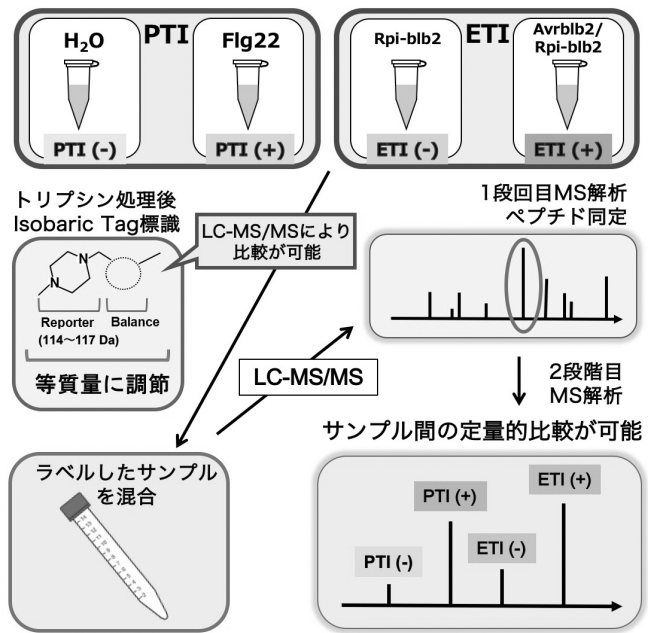 PTI
H₂O
Flg22
PTI (-)
PTI (+)
ETI
Rpi-blb2
Avrblb2/
Rpi-blb2
ETI (-)
ETI (+)
トリプシン処理後
Isobaric Tag標識
LC-MS/MSにより
比較が可能
N
N
Reporter
Balance
(114〜117 Da)
等質量に調節
1段回目MS解析
ペプチド同定
LC-MS/MS
2段階目
MS解析
ラベルしたサンプル
を混合
サンプル間の定量的比較が可能
PTI (-)
PTI (+)
ETI (-)
ETI (+)